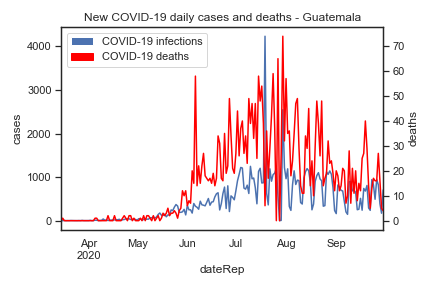 New COVID-19 daily cases and deaths - Guatemala
COVID-19 infections
COVID-19 deaths
4000
3000
2000
1000
0
cases
70
60
50
40
30
20
10
0
deaths
Apr
2020
May
Jun
Jul
Aug
Sep
dateRep